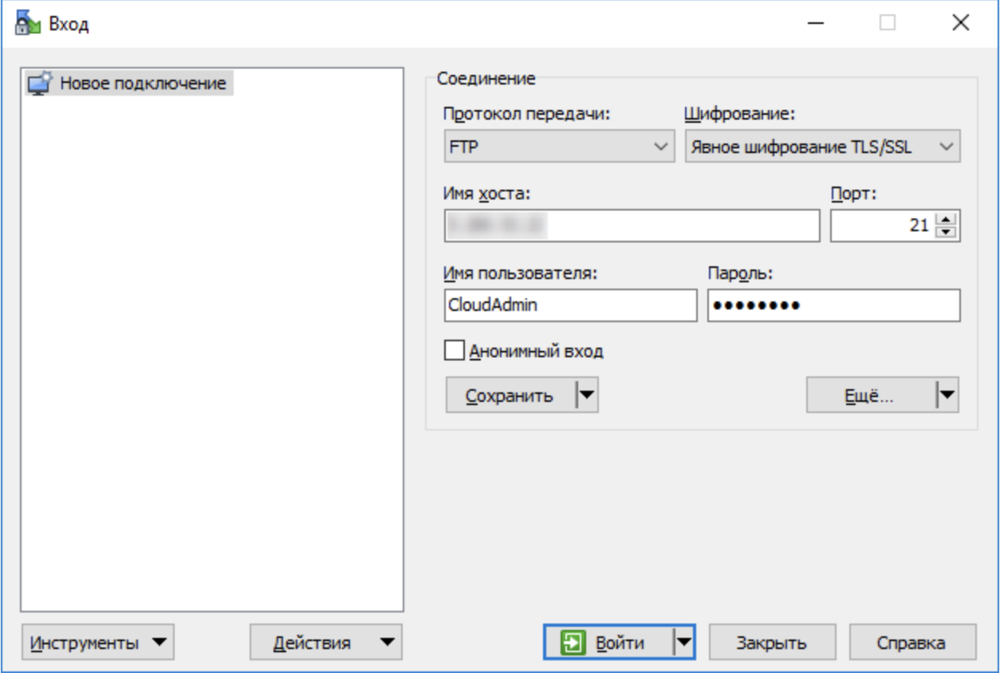 Вход
Новое подключение
Соединение
Протокол передачи: Шифрование:
FTP Явное шифрование TLS/SSL
Имя хоста: Порт:
21
Имя пользователя: Пароль:
CloudAdmin ●●●●●●●●
Анонимный вход
Сохранить Ещё...
Инструменты Действия Войти Закрыть Справка